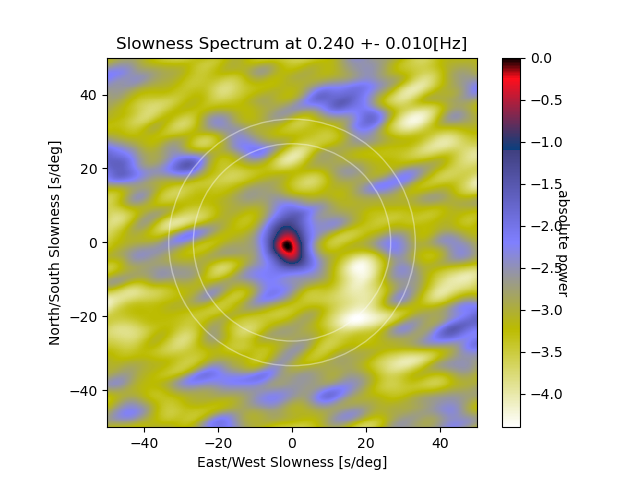 Slowness Spectrum at 0.240 +- 0.010[Hz]
North/South Slowness [s/deg]
40
20
0
−20
−40
−40 −20 0 20 40
East/West Slowness [s/deg]
0.0
−0.5
−1.0
−1.5
−2.0
−2.5
−3.0
−3.5
−4.0
absolute power